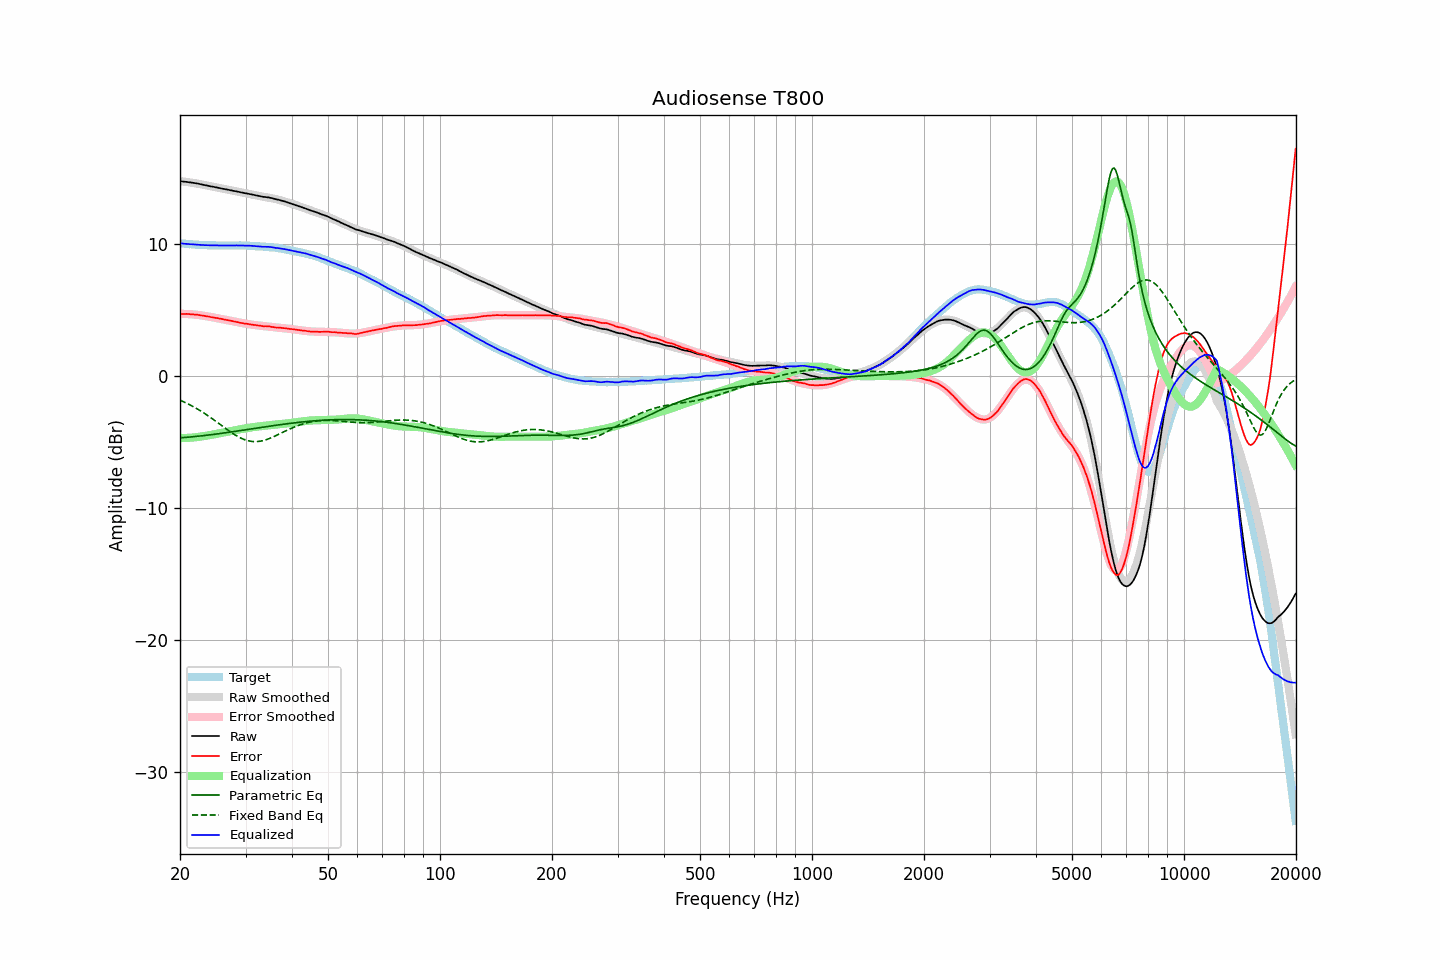 Audiosense T800
Amplitude (dBr)
10
0
−10
−20
−30
Target
Raw Smoothed
Error Smoothed
Raw
Error
Equalization
Parametric Eq
Fixed Band Eq
Equalized
20 50 100 200 500 1000 2000 5000 10000 20000
Frequency (Hz)